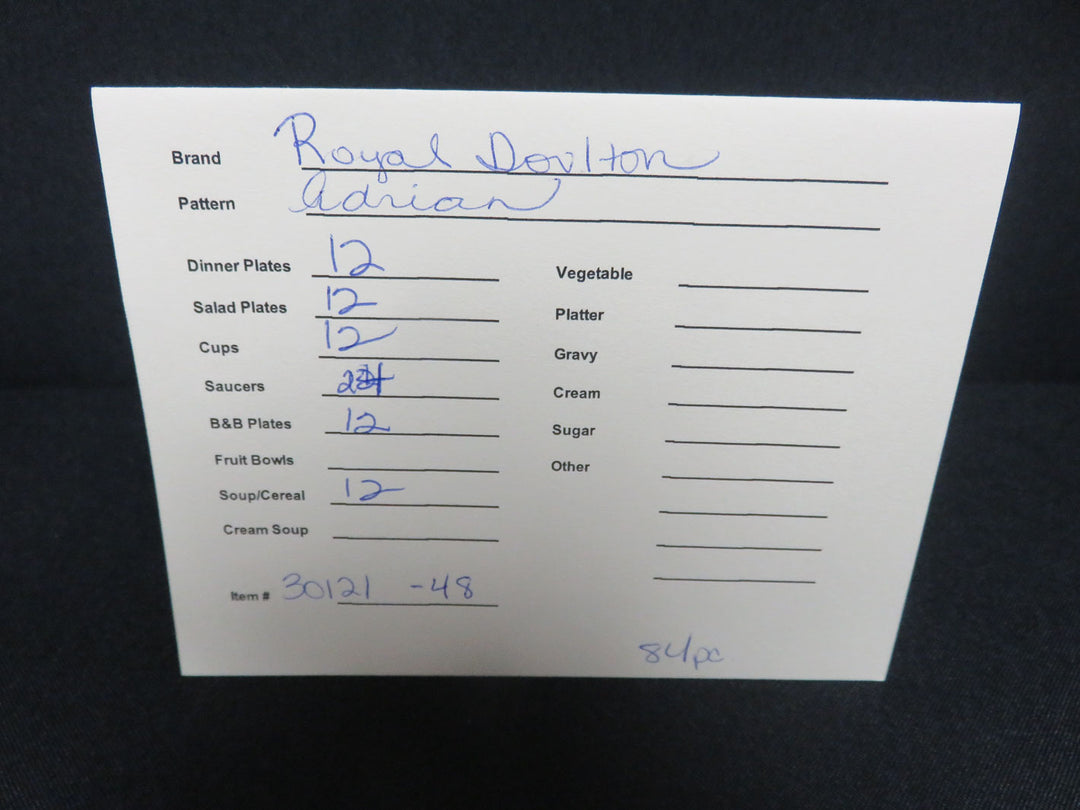 Brand Royal Doulton
Pattern Adrian
Dinner Plates 12
Salad Plates 12
Cups 12
Saucers 24
B&B Plates 12
Fruit Bowls
Soup/Cereal 12
Cream Soup
Item # 30121 -48
Vegetable
Platter
Gravy
Cream
Sugar
Other
84pc